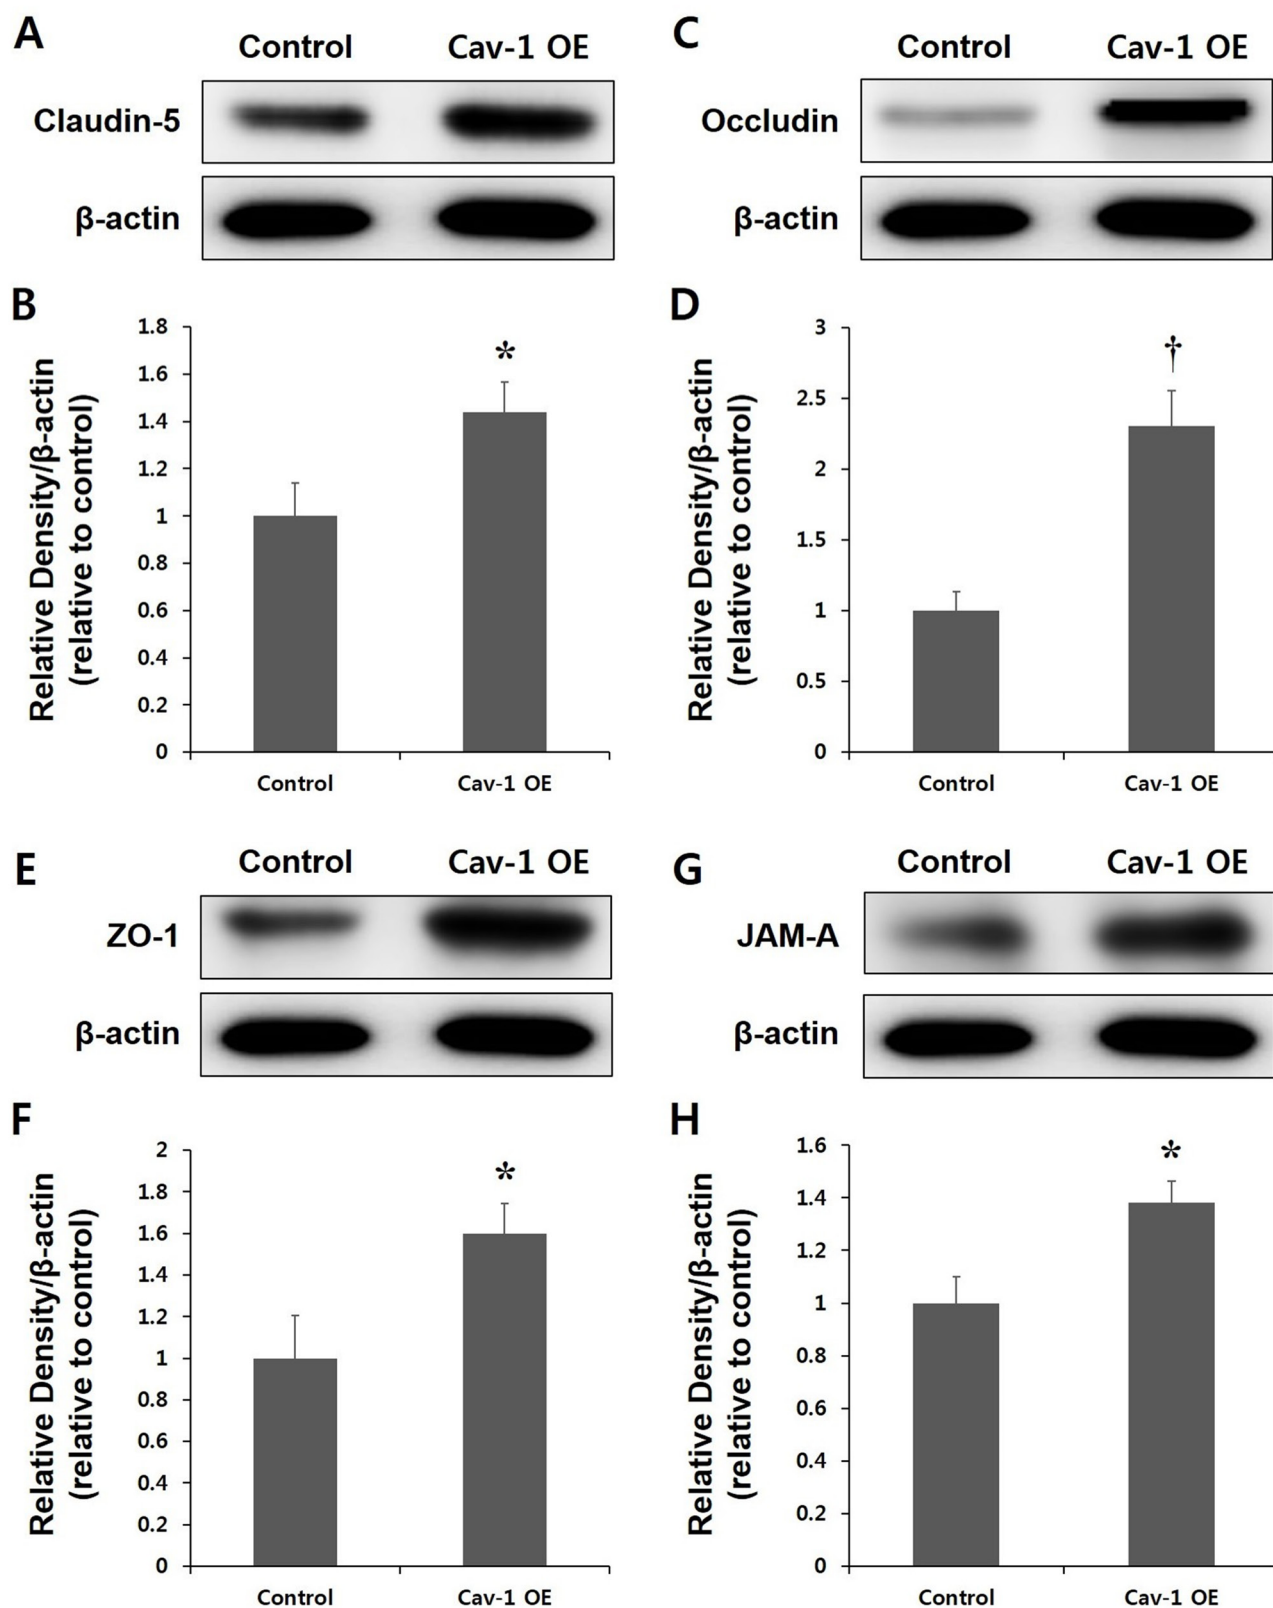 A
Control Cav-1 OE
Claudin-5
β-actin
C
Control Cav-1 OE
Occludin
β-actin
B
Relative Density/β-actin
(relative to control)
1.8
1.6
1.4
1.2
1
0.8
0.6
0.4
0.2
0
*
Control Cav-1 OE
D
Relative Density/β-actin
(relative to control)
3
2.5
2
1.5
1
0.5
0
†
Control Cav-1 OE
E
Control Cav-1 OE
ZO-1
β-actin
G
Control Cav-1 OE
JAM-A
β-actin
F
Relative Density/β-actin
(relative to control)
2
1.8
1.6
1.4
1.2
1
0.8
0.6
0.4
0.2
0
*
Control Cav-1 OE
H
Relative Density/β-actin
(relative to control)
1.6
1.4
1.2
1
0.8
0.6
0.4
0.2
0
*
Control Cav-1 OE